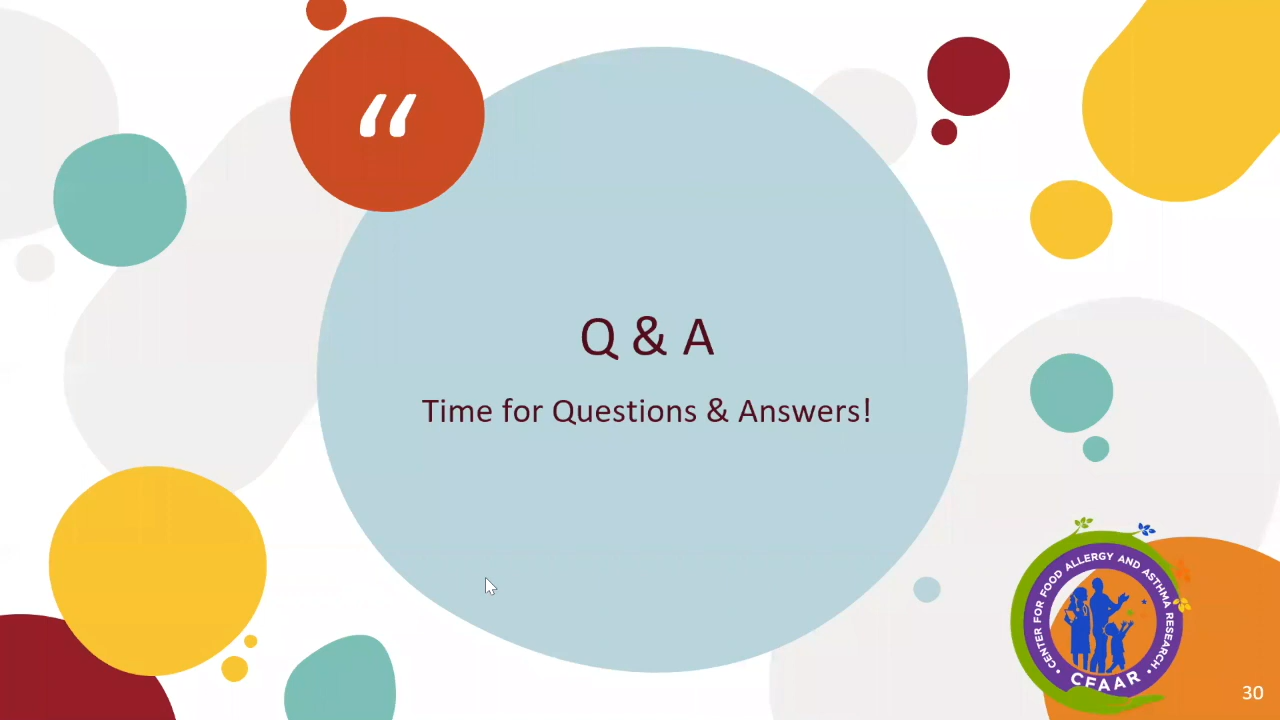 “
Q & A
Time for Questions & Answers!
• CENTER FOR FOOD ALLERGY AND ASTHMA RESEARCH •
CFAAR
30